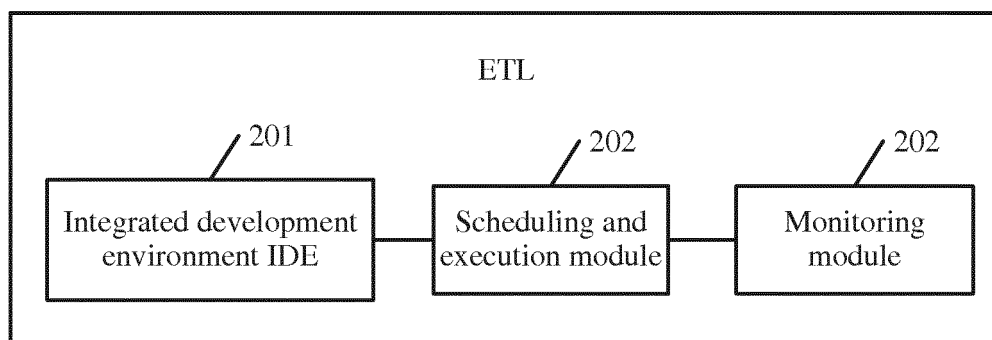 ETL
201
202
202
Integrated development
environment IDE
Scheduling and
execution module
Monitoring
module